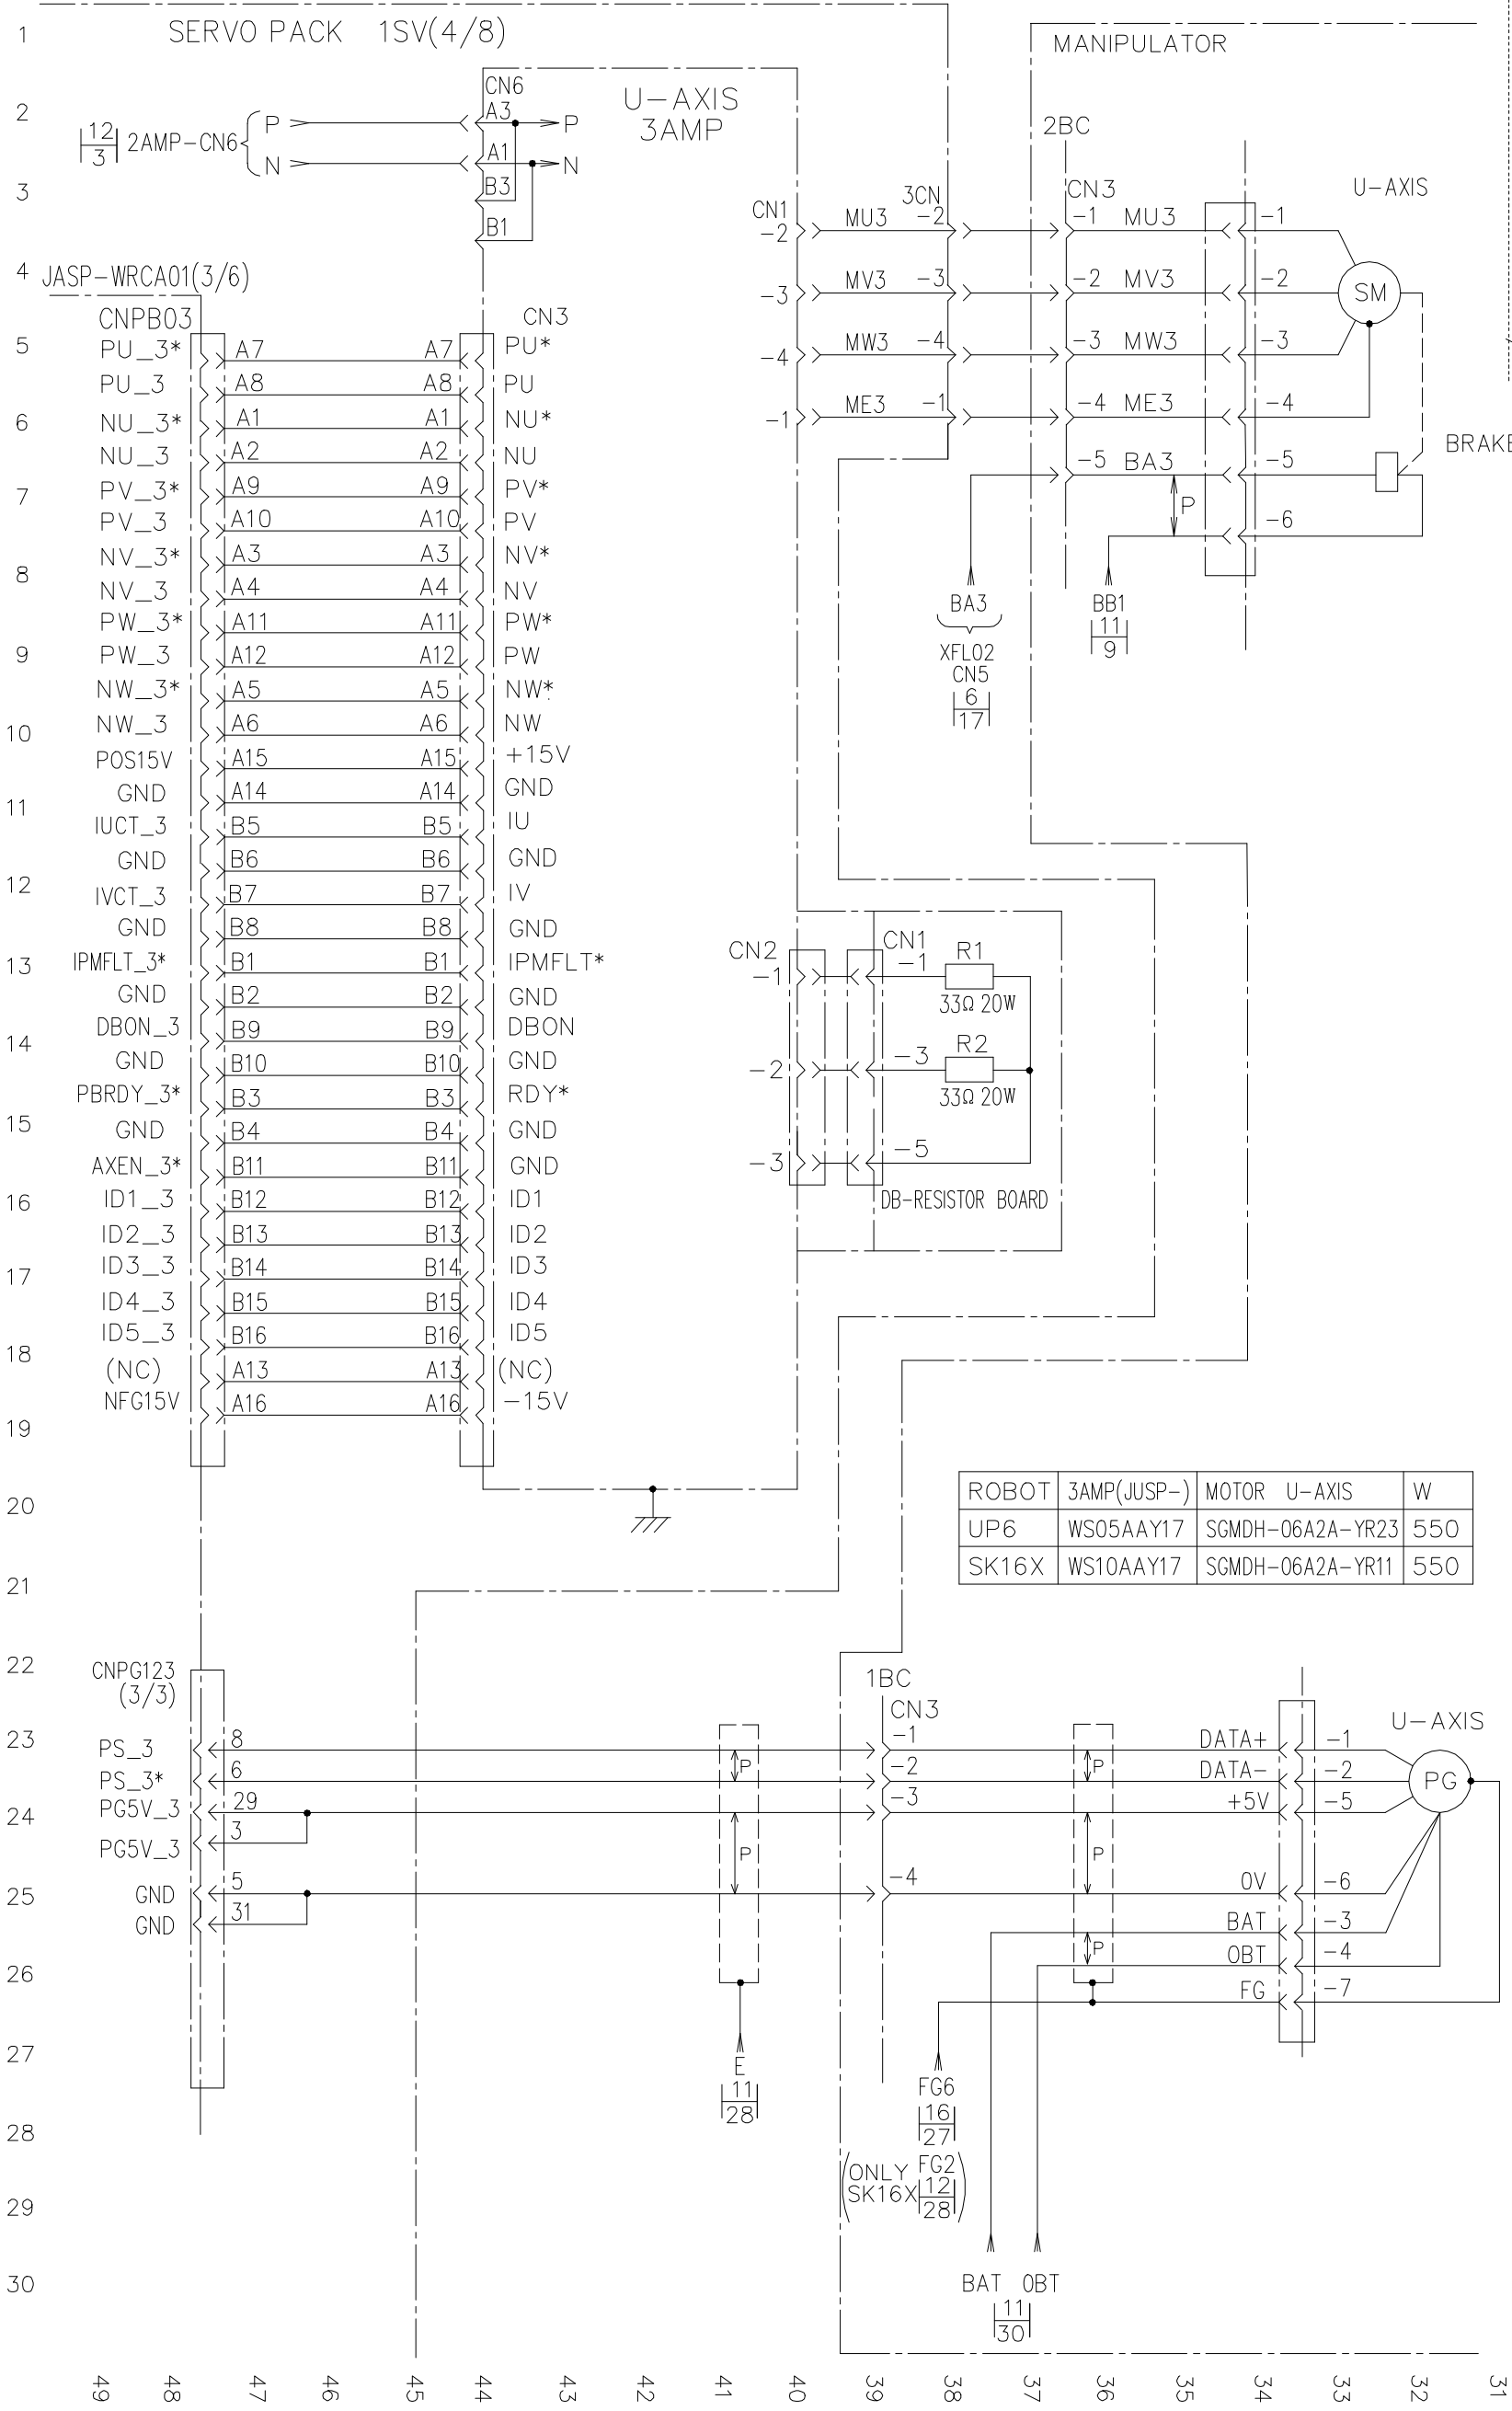 SERVO PACK 1SV(4/8)
MANIPULATOR
U-AXIS
3AMP
CN6
A3
A1
B3
B1
P
N
12
3
2AMP-CN6
P
N
JASP-WRCA01(3/6)
CNPB03
CN3
PU_3* A7 A7 PU*
PU_3 A8 A8 PU
NU_3* A1 A1 NU*
NU_3 A2 A2 NU
PV_3* A9 A9 PV*
PV_3 A10 A10 PV
NV_3* A3 A3 NV*
NV_3 A4 A4 NV
PW_3* A11 A11 PW*
PW_3 A12 A12 PW
NW_3* A5 A5 NW*
NW_3 A6 A6 NW
POS15V A15 A15 +15V
GND A14 A14 GND
IUCT_3 B5 B5 IU
GND B6 B6 GND
IVCT_3 B7 B7 IV
GND B8 B8 GND
IPMFLT_3* B1 B1 IPMFLT*
GND B2 B2 GND
DBON_3 B9 B9 DBON
GND B10 B10 GND
PBRDY_3* B3 B3 RDY*
GND B4 B4 GND
AXEN_3* B11 B11 GND
ID1_3 B12 B12 ID1
ID2_3 B13 B13 ID2
ID3_3 B14 B14 ID3
ID4_3 B15 B15 ID4
ID5_3 B16 B16 ID5
(NC) A13 A13 (NC)
NFG15V A16 A16 -15V
2BC
CN1 3CN CN3 U-AXIS
-2 MU3 -2 -1 MU3 -1
-3 MV3 -3 -2 MV3 -2 SM
-4 MW3 -4 -3 MW3 -3
-1 ME3 -1 -4 ME3 -4
-5 BA3 -5 BRAKE
P -6
BA3
XFL02
CN5
6
17
BB1
11
9
CN2 CN1
-1 -1 R1
33Ω 20W
-2 -3 R2
33Ω 20W
-3 -5
DB-RESISTOR BOARD
ROBOT 3AMP(JUSP-) MOTOR U-AXIS W
UP6 WS05AAY17 SGMDH-06A2A-YR23 550
SK16X WS10AAY17 SGMDH-06A2A-YR11 550
CNPG123
(3/3)
1BC
CN3
U-AXIS
PS_3 8 -1 DATA+ -1
P P
PS_3* 6 -2 DATA- -2 PG
PG5V_3 29 -3 +5V -5
PG5V_3 3
P P
GND 5 -4 0V -6
GND 31
BAT -3
P
0BT -4
FG -7
E
11
28
FG6
16
27
(ONLY SK16X FG2
12
28)
BAT 0BT
11
30
1
2
3
4
5
6
7
8
9
10
11
12
13
14
15
16
17
18
19
20
21
22
23
24
25
26
27
28
29
30
49 48 47 46 45 44 43 42 41 40 39 38 37 36 35 34 33 32 31